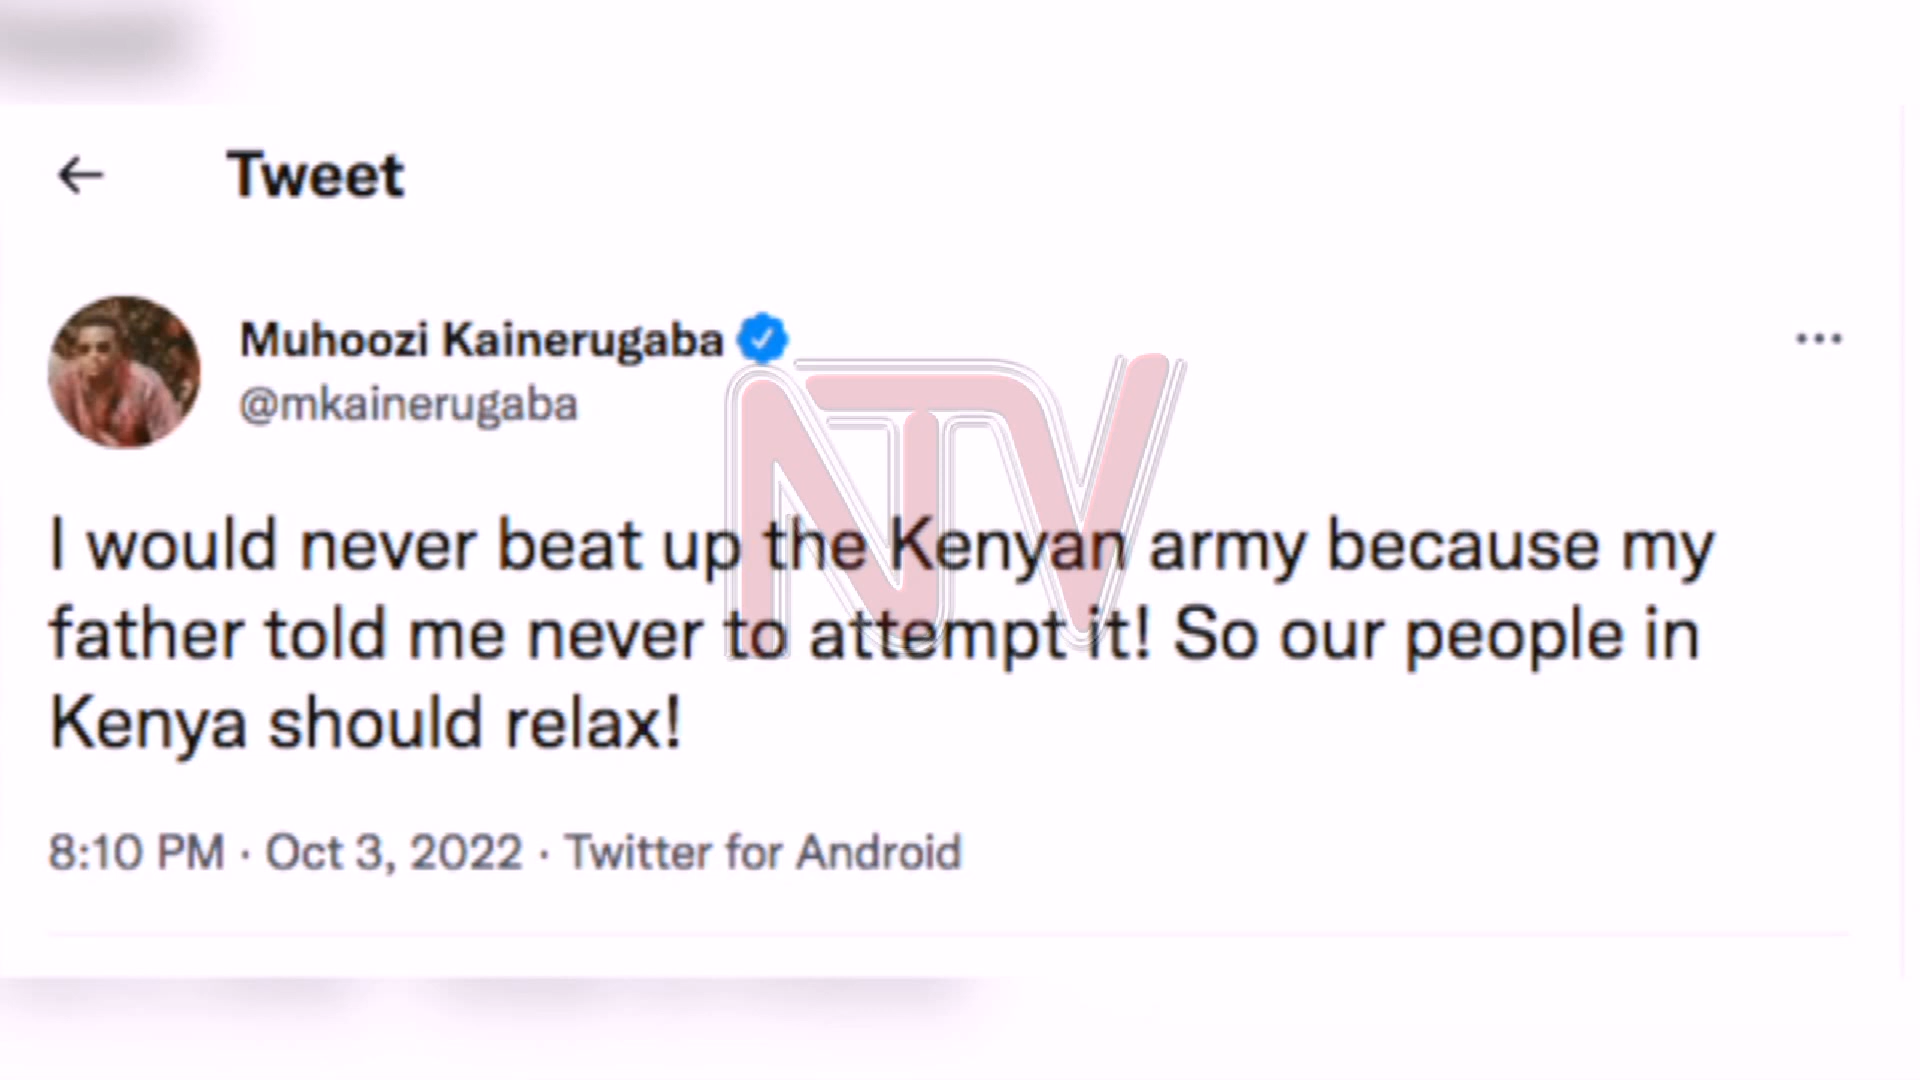 Tweet
Muhoozi Kainerugaba
@mkainerugaba
NTV
I would never beat up the Kenyan army because my
father told me never to attempt it! So our people in
Kenya should relax!
8:10 PM · Oct 3, 2022 · Twitter for Android